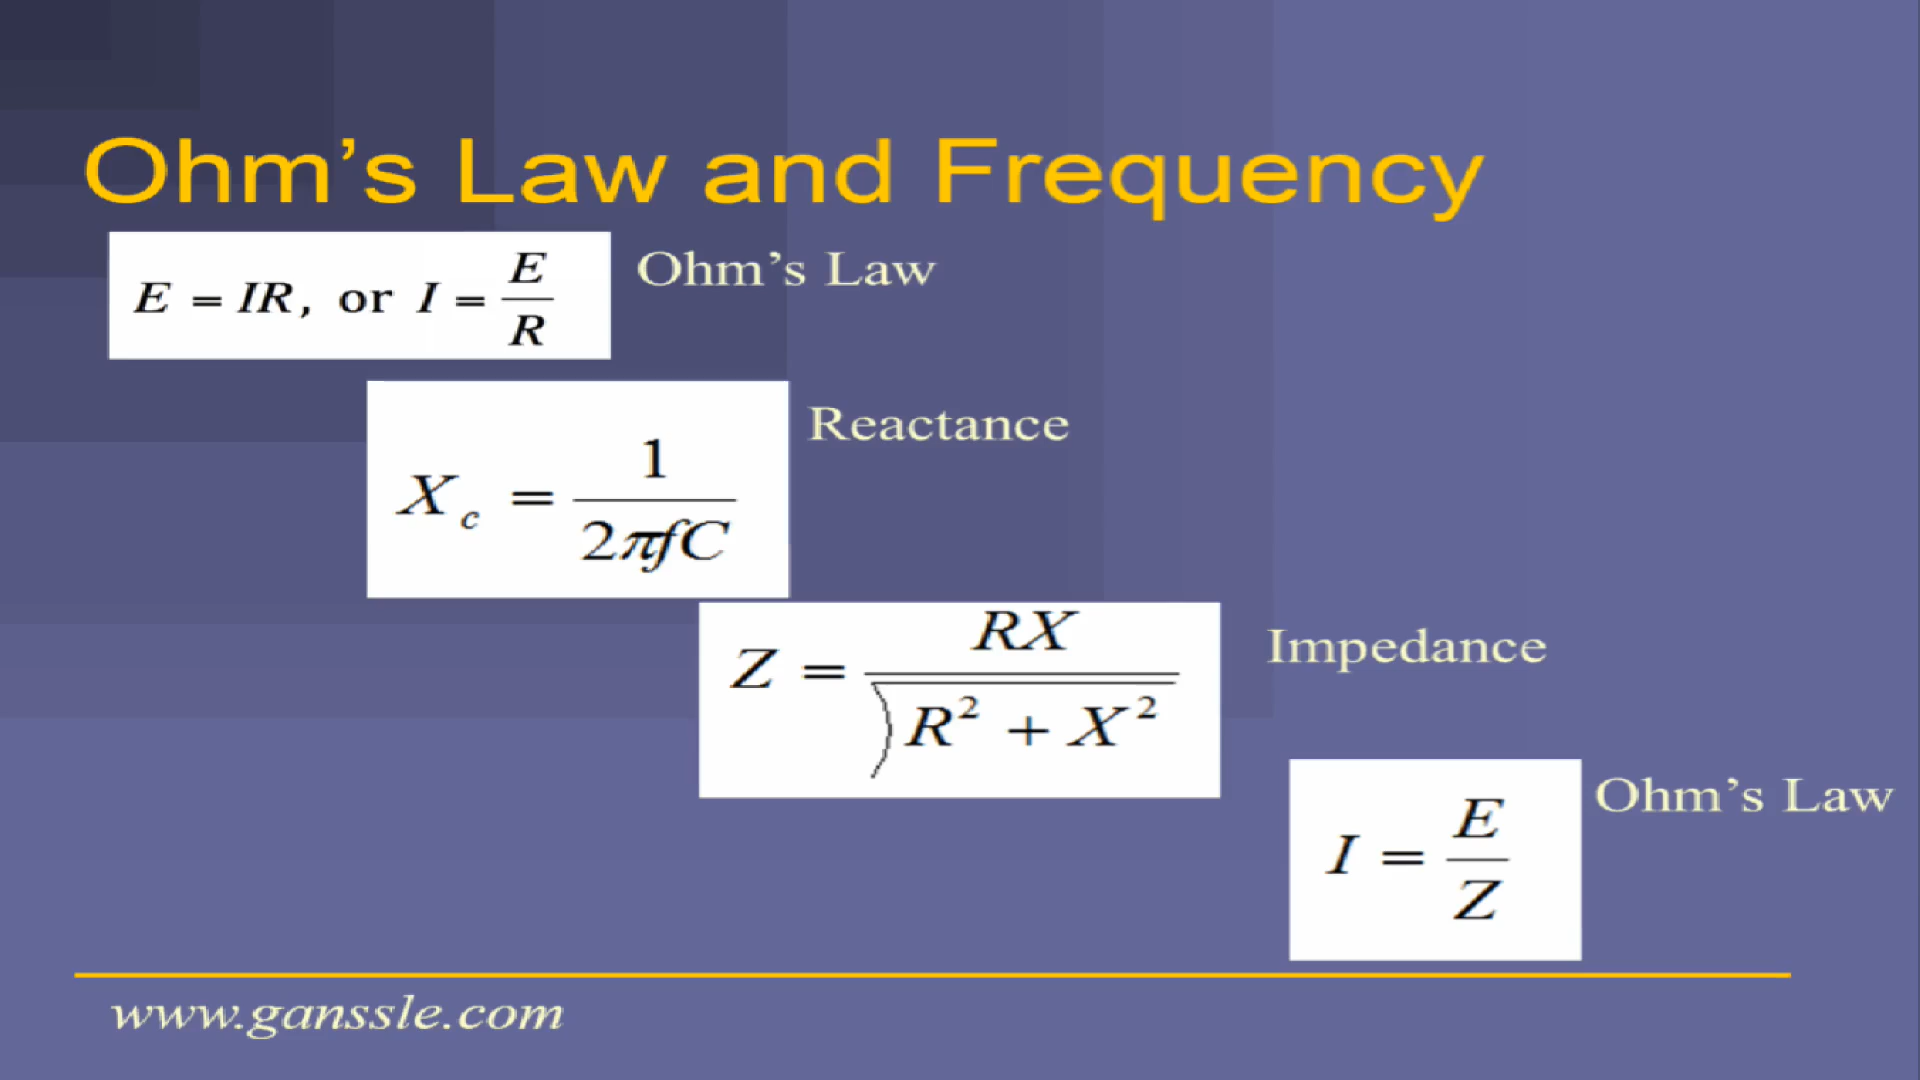 Ohm's Law and Frequency
E = IR, or I = E/R
Ohm's Law
X_c = 1/(2πfC)
Reactance
Z = RX/√(R² + X²)
Impedance
I = E/Z
Ohm's Law
www.ganssle.com